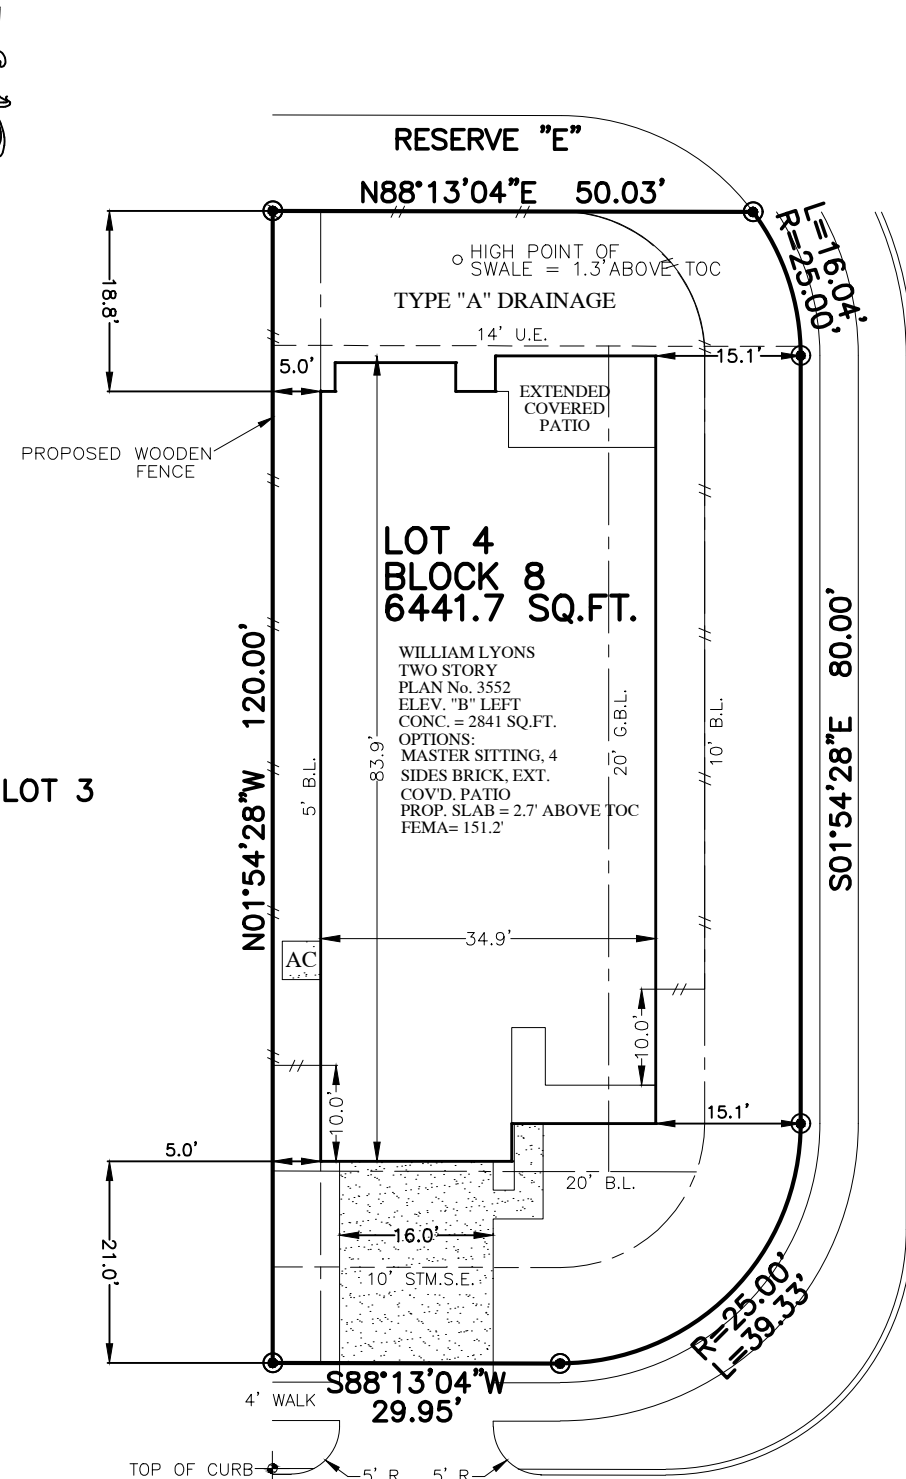 RESERVE "E"
N88°13'04"E 50.03'
L=16.04'
R=25.00'
HIGH POINT OF
SWALE = 1.3' ABOVE TOC
TYPE "A" DRAINAGE
18.8'
14' U.E.
5.0'
15.1'
EXTENDED
COVERED
PATIO
PROPOSED WOODEN
FENCE
LOT 4
BLOCK 8
6441.7 SQ.FT.
WILLIAM LYONS
TWO STORY
PLAN No. 3552
ELEV. "B" LEFT
CONC. = 2841 SQ.FT.
OPTIONS:
MASTER SITTING, 4
SIDES BRICK, EXT.
COV'D. PATIO
PROP. SLAB = 2.7' ABOVE TOC
FEMA= 151.2'
N01°54'28"W 120.00'
5' B.L.
83.9'
20' G.B.L.
10' B.L.
S01°54'28"E 80.00'
LOT 3
34.9'
AC
10.0'
10.0'
15.1'
5.0'
20' B.L.
21.0'
16.0'
10' STM.S.E.
R=25.00'
L=39.33'
S88°13'04"W
29.95'
4' WALK
TOP OF CURB
5' R
5' R